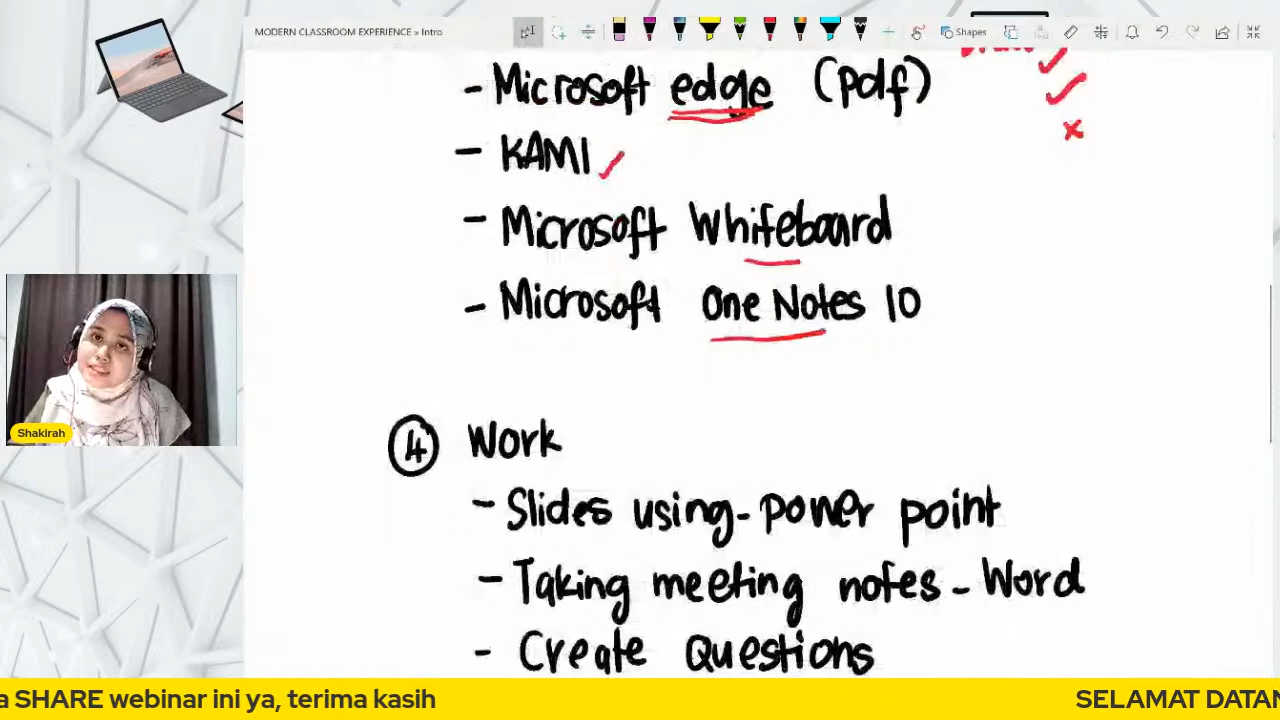 MODERN CLASSROOM EXPERIENCE » Intro
Shapes
- Microsoft edge (pdf)
- KAMI
- Microsoft Whiteboard
- Microsoft One Notes 10
④ Work
- Slides using - power point
- Taking meeting notes - Word
- Create Questions
Shakirah
a SHARE webinar ini ya, terima kasih
SELAMAT DATAN